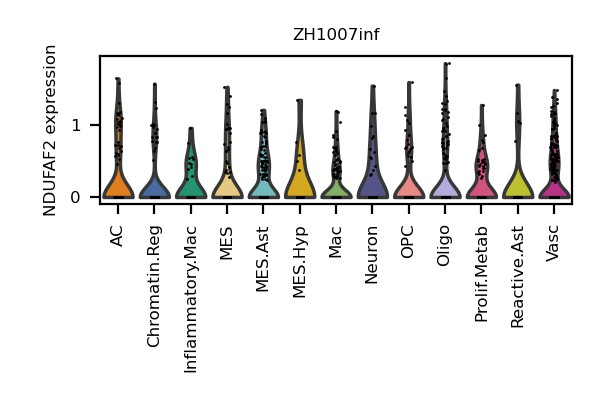 ZH1007inf
NDUFAF2 expression
1
0
AC
Chromatin.Reg
Inflammatory.Mac
MES
MES.Ast
MES.Hyp
Mac
Neuron
OPC
Oligo
Prolif.Metab
Reactive.Ast
Vasc